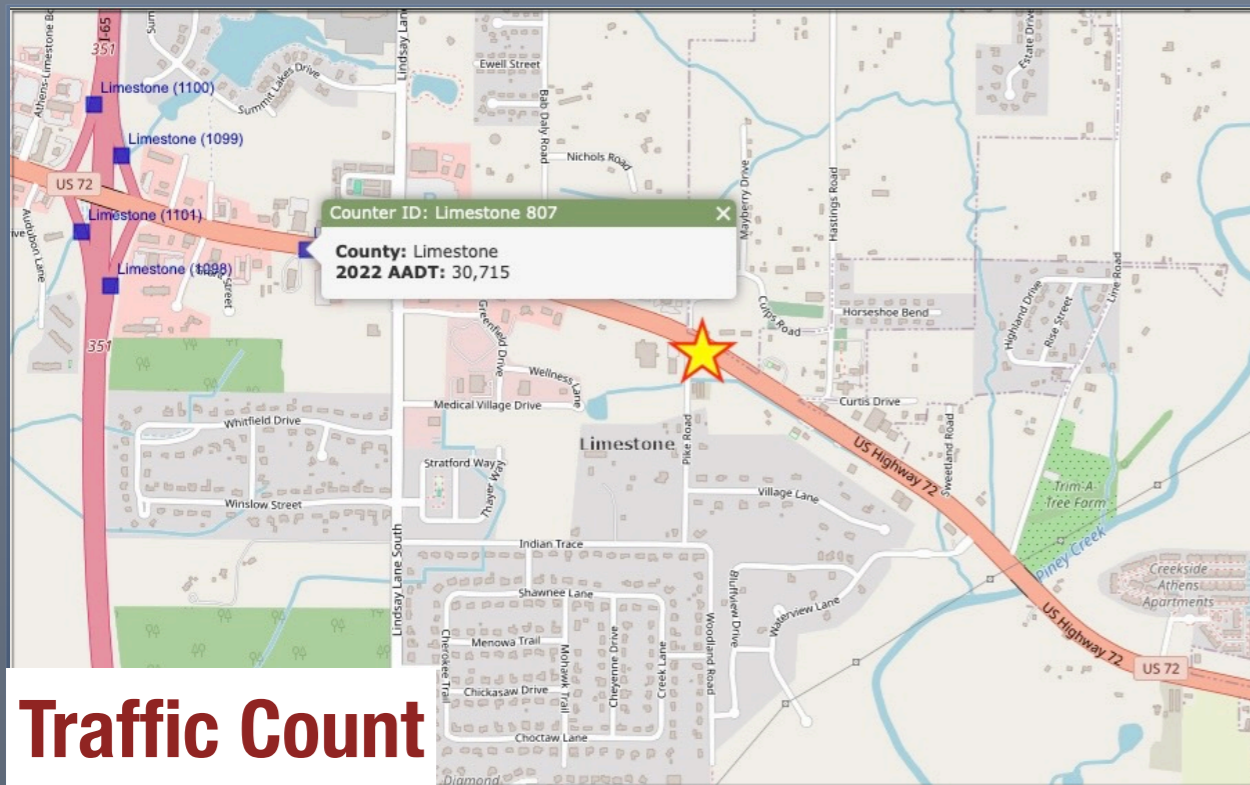 I-65
351
Athens-Limestone Bo
Sum
Limestone (1100)
Summit Lakes Drive
Lindsay Lane
Ewell Street
Bab Daly Road
Nichols Road
Estate Drive
Limestone (1099)
US 72
Limestone (1101)
Audubon Lane
Limestone (1098)
Street
351
Counter ID: Limestone 807
County: Limestone
2022 AADT: 30,715
Mayberry Drive
Hastings Road
Culps Road
Horseshoe Bend
Highland Drive
Rise Street
Line Road
Greenfield Drive
Wellness Lane
Medical Village Drive
Curtis Drive
Whitfield Drive
Limestone
Pike Road
US Highway 72
Sweetland Road
Stratford Way
Thayer Way
Village Lane
Trim-A-
Tree Farm
Winslow Street
Lindsay Lane South
Indian Trace
Piney Creek
Creekside
Athens
Apartments
Shawnee Lane
Bluffview Drive
Waterview Lane
US Highway 72
US 72
Cherokee Trail
Menowa Trail
Mohawk Trail
Cheyenne Drive
Creek Lane
Woodland Road
Chickasaw Drive
Choctaw Lane
Diamond
Traffic Count